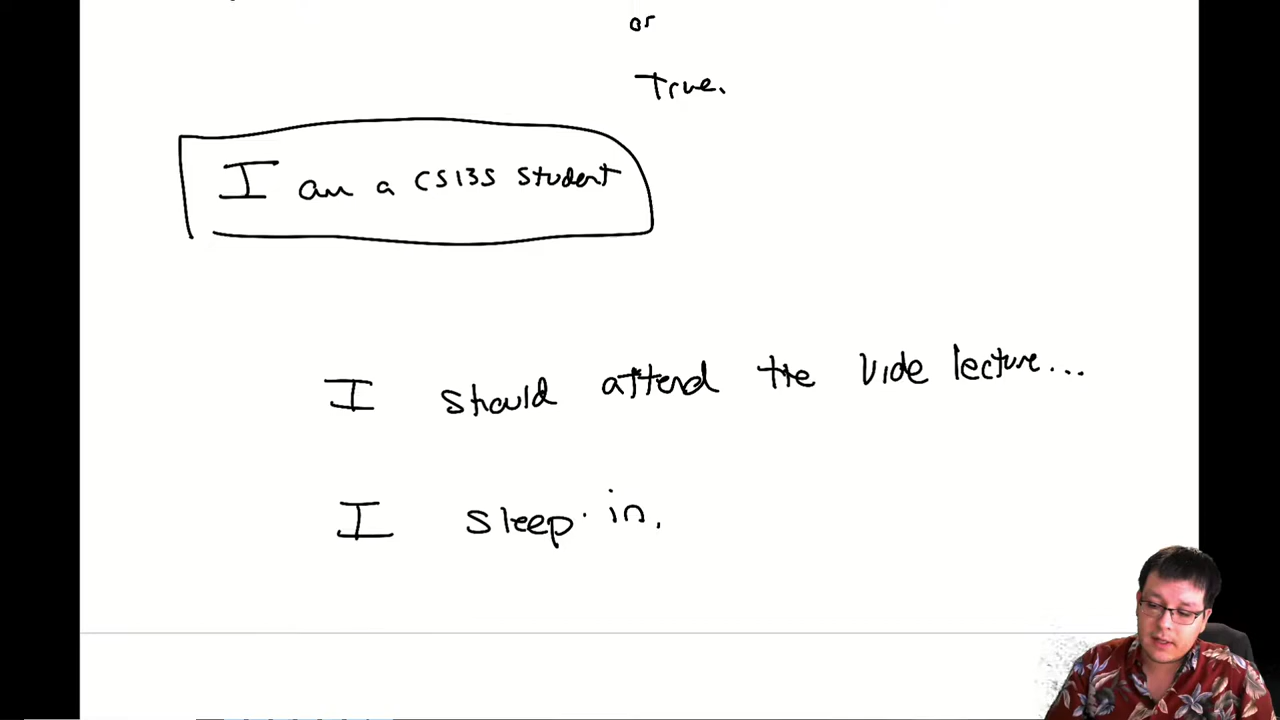 or
True.
I am a CS135 Student
I should attend the vide lecture...
I sleep in.